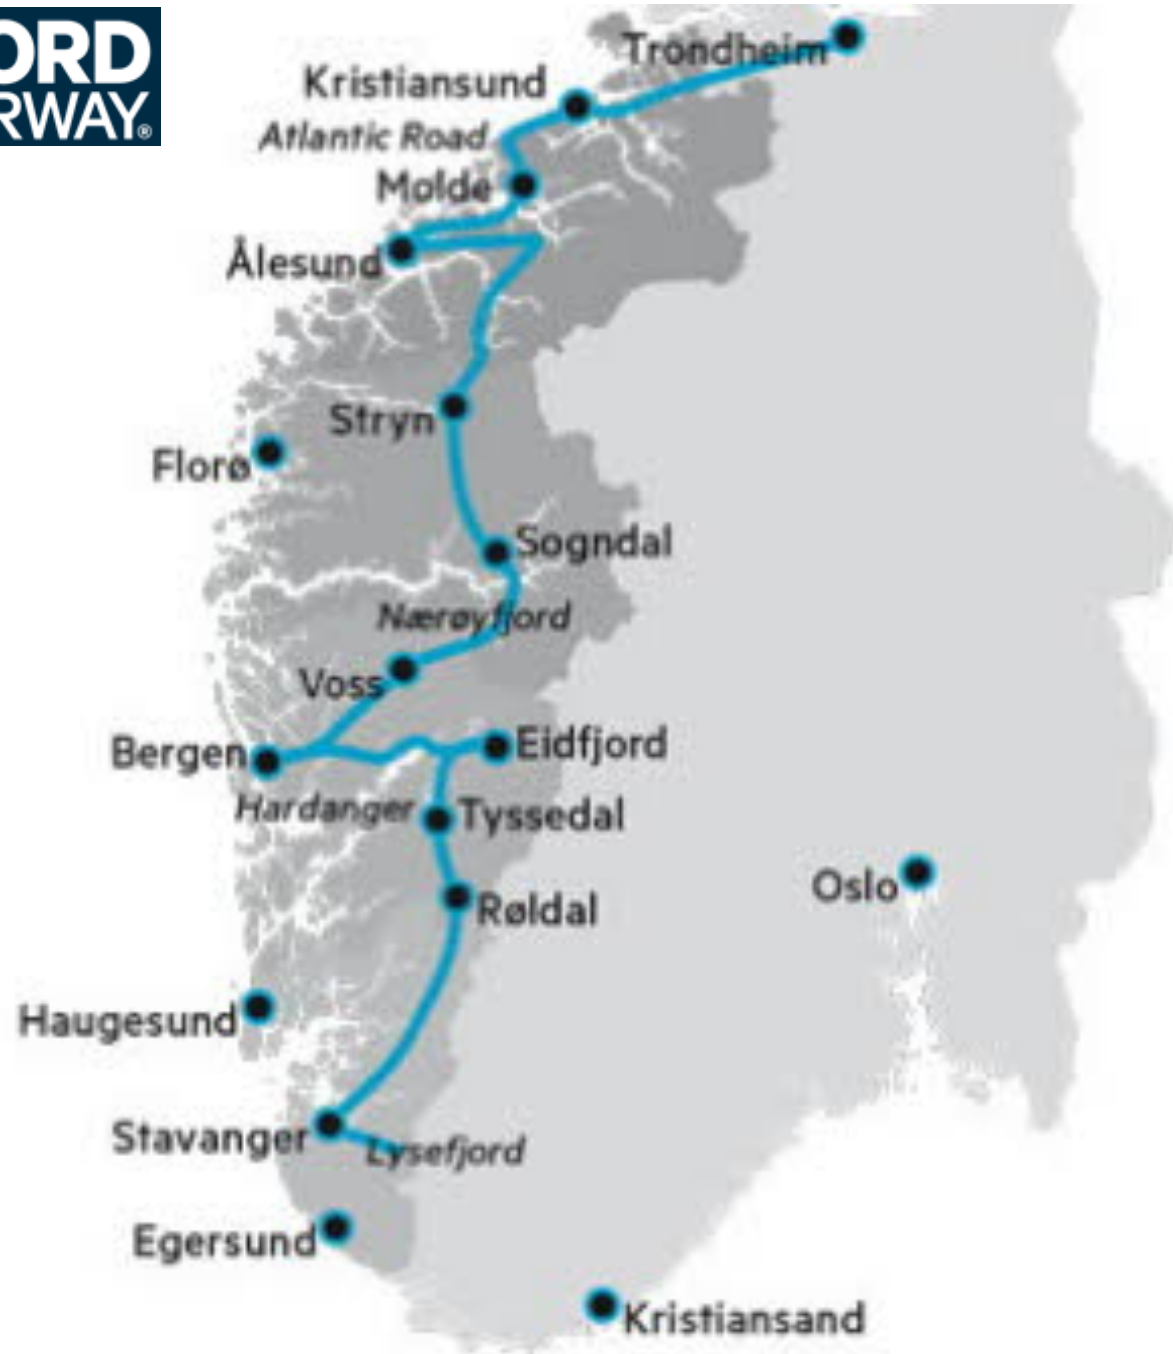 ORD
RWAY®
Trondheim
Kristiansund
Atlantic Road
Molde
Ålesund
Stryn
Florø
Sogndal
Nærøyfjord
Voss
Bergen
Eidfjord
Hardanger
Tyssedal
Oslo
Røldal
Haugesund
Stavanger
Lysefjord
Egersund
Kristiansand